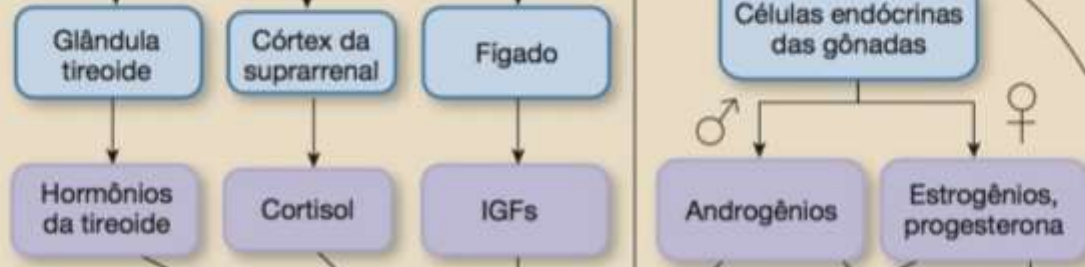 Glândula
tireoide
Córtex da
suprarrenal
Fígado
Células endócrinas
das gônadas
Hormônios
da tireoide
Cortisol
IGFs
Androgênios
Estrogênios,
progesterona